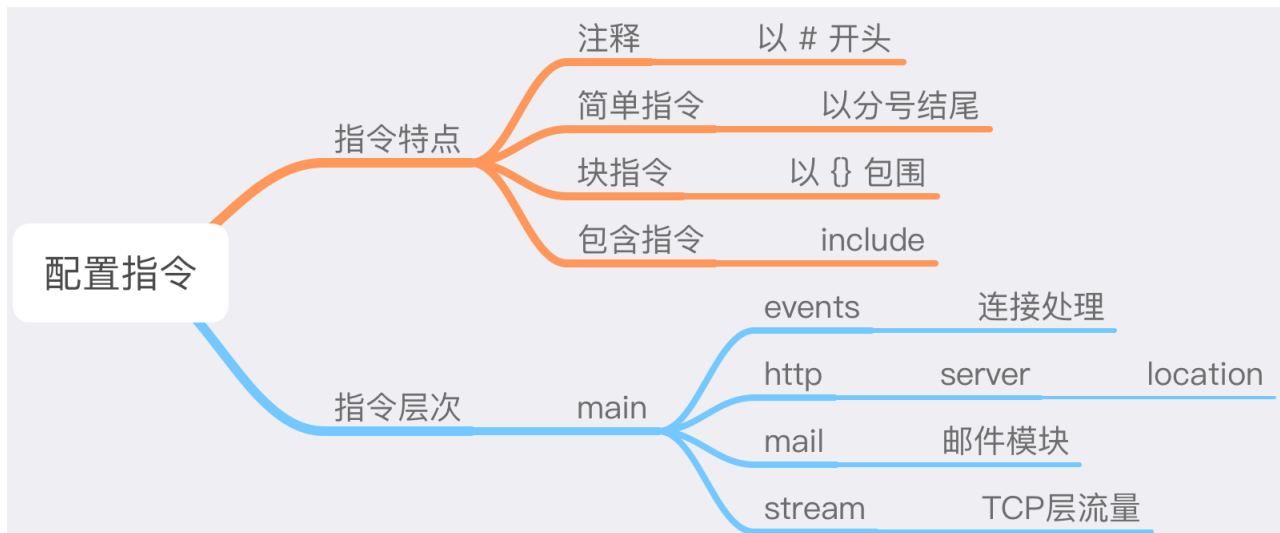 配置指令
指令特点
注释
以 # 开头
简单指令
以分号结尾
块指令
以 {} 包围
包含指令
include
指令层次
main
events
连接处理
http
server
location
mail
邮件模块
stream
TCP层流量